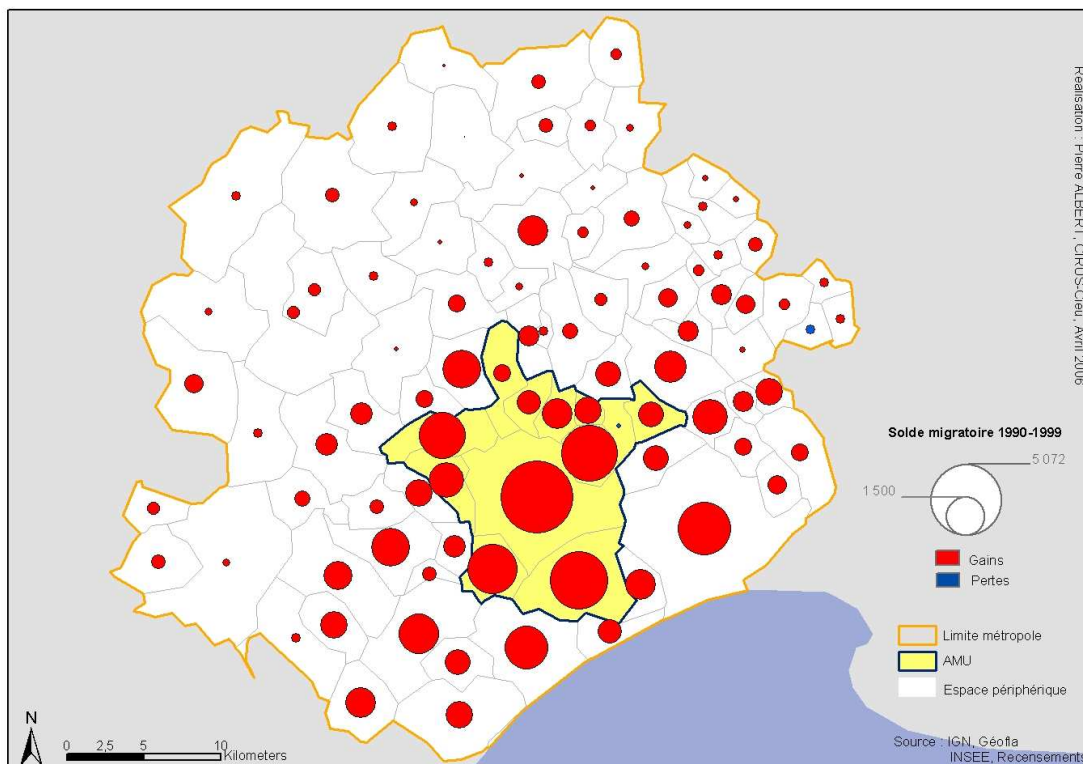 Réalisation : Pierre ALBERT, CIRUS-Cieu, Avril 2006
Solde migratoire 1990-1999
5 072
1 500
Gains
Pertes
Limite métropole
AMU
Espace périphérique
N
0 2,5 5 10
Kilometers
Source : IGN, Géofla
INSEE, Recensements